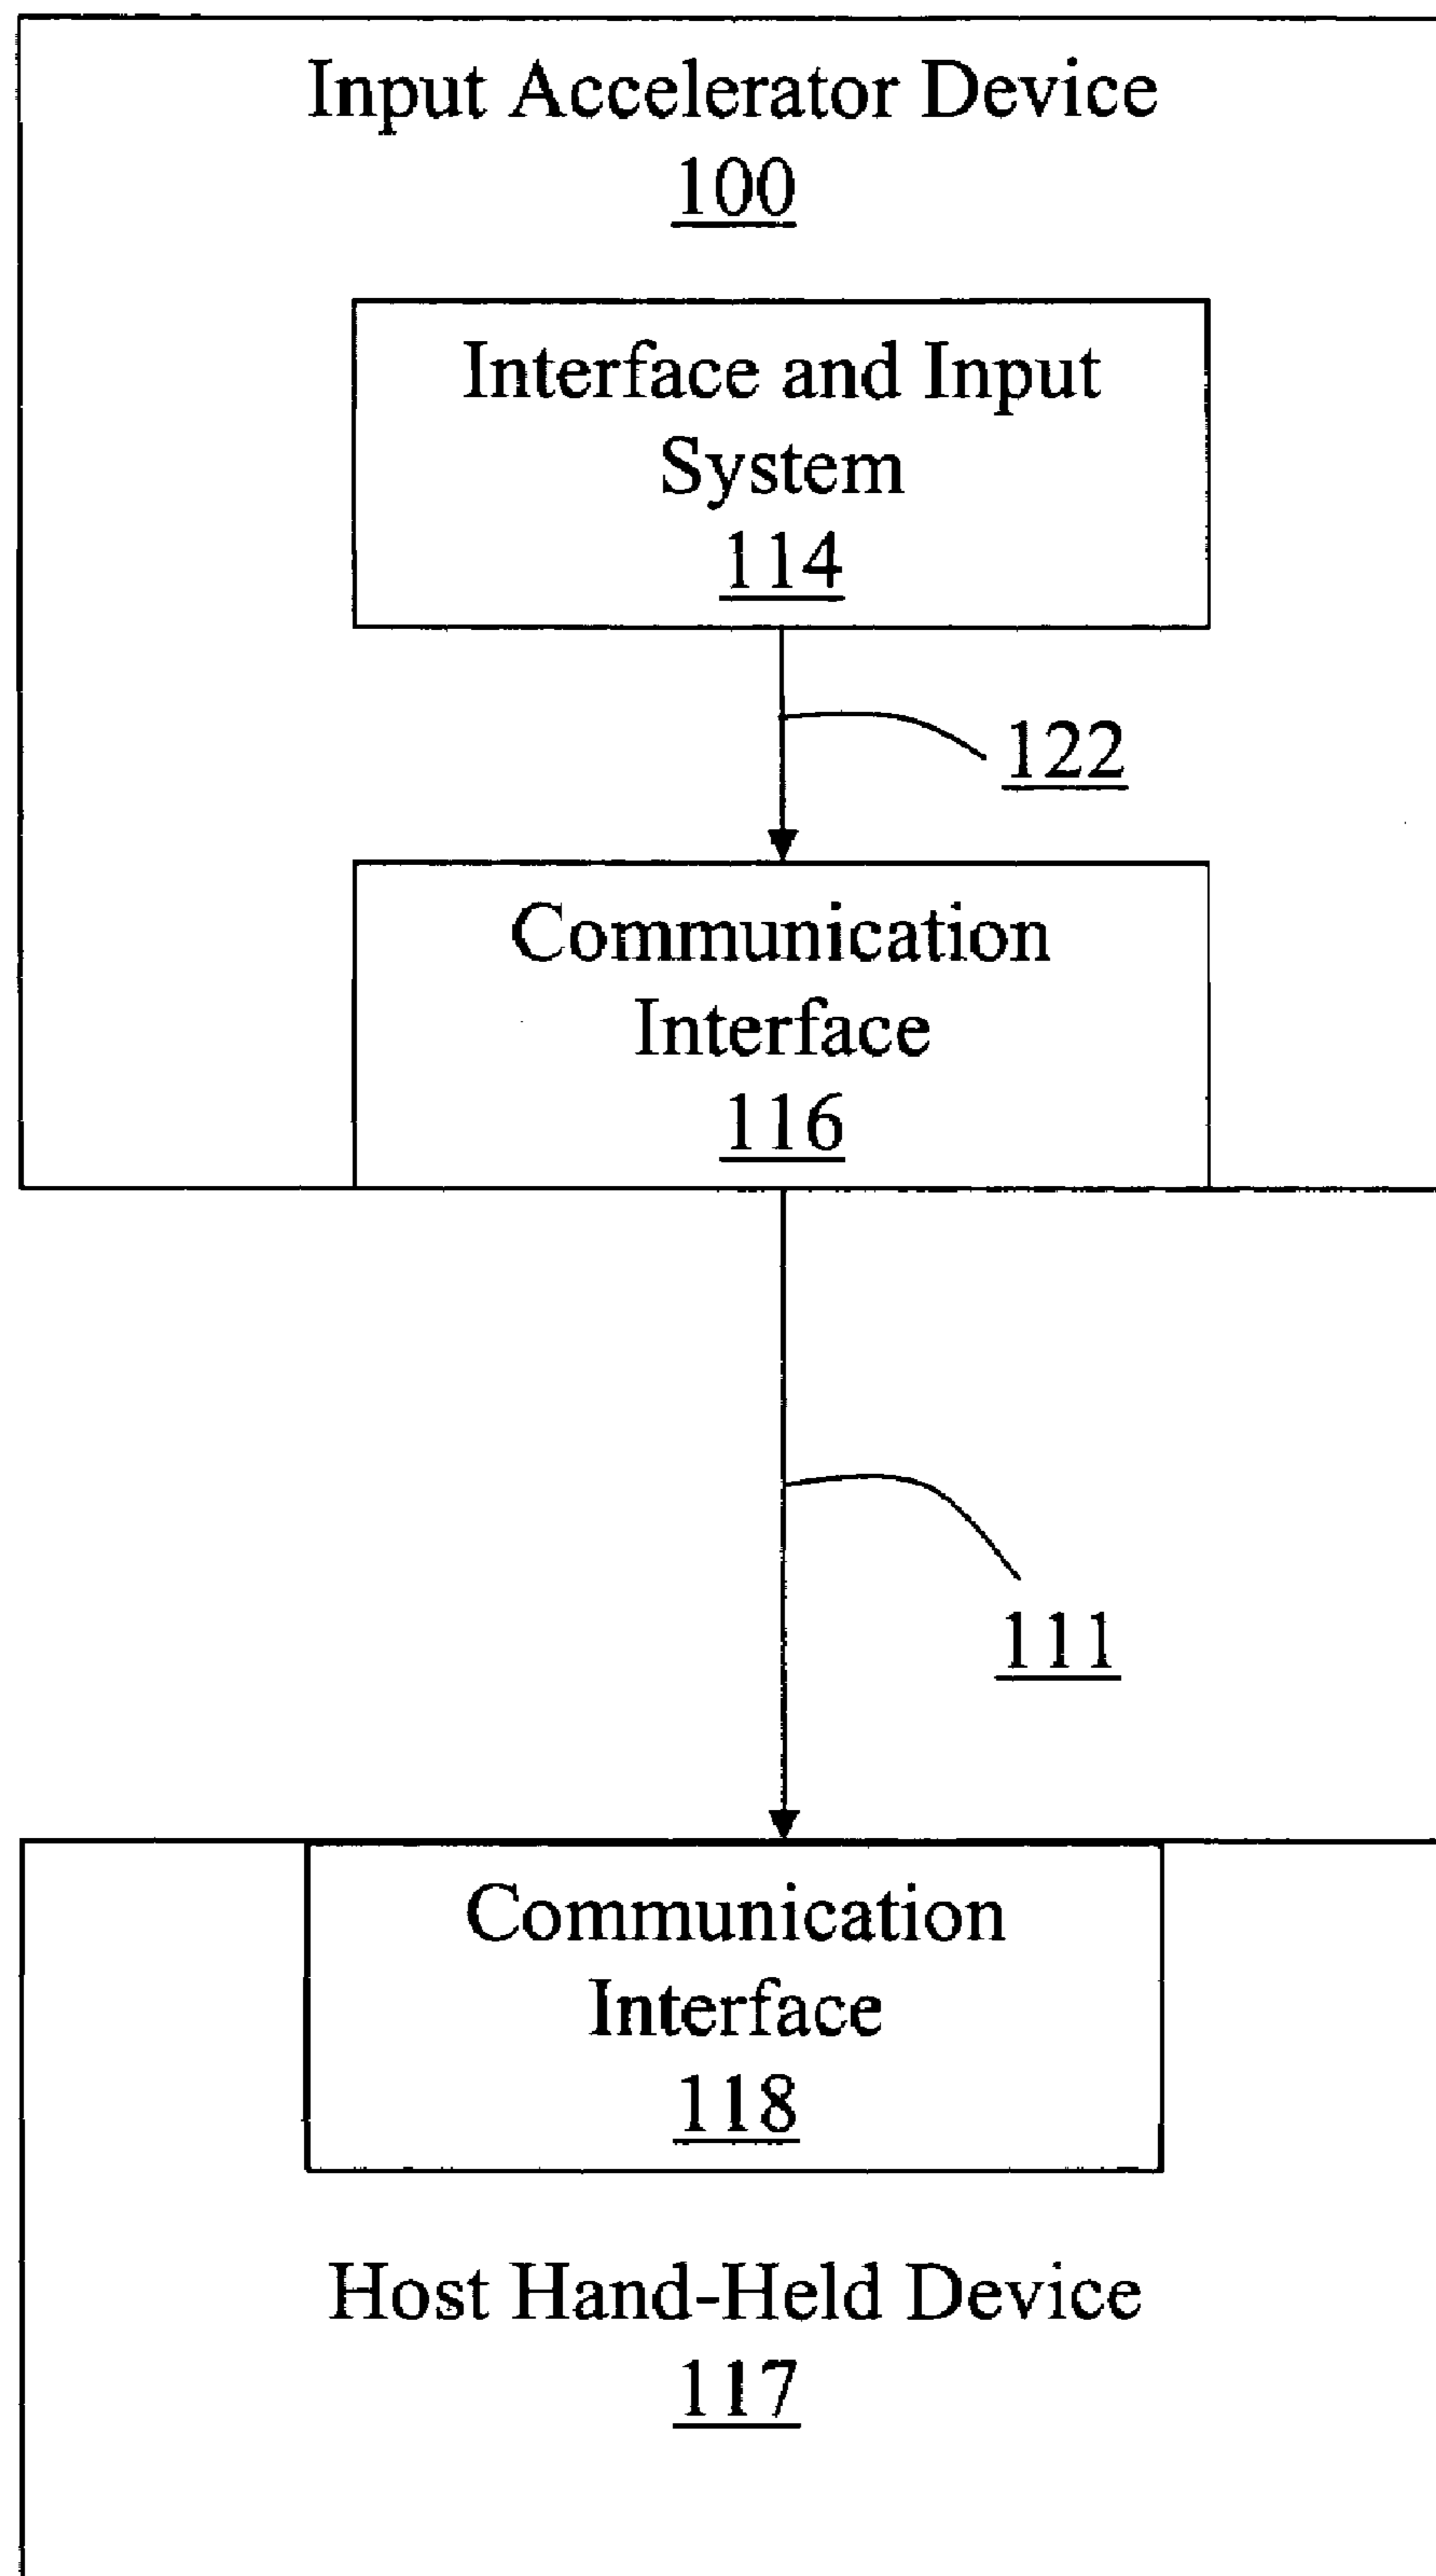 Input Accelerator Device
100
Interface and Input
System
114
122
Communication
Interface
116
111
Communication
Interface
118
Host Hand-Held Device
117